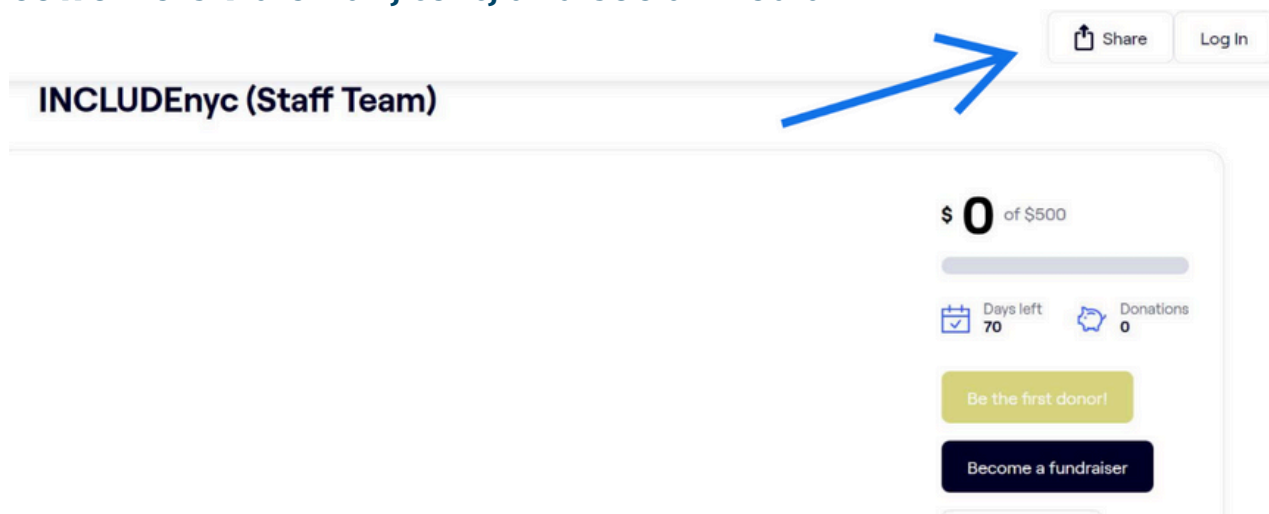 Share Log In
INCLUDEnyc (Staff Team)
$ 0 of $500
Days left Donations
70 0
Be the first donor!
Become a fundraiser